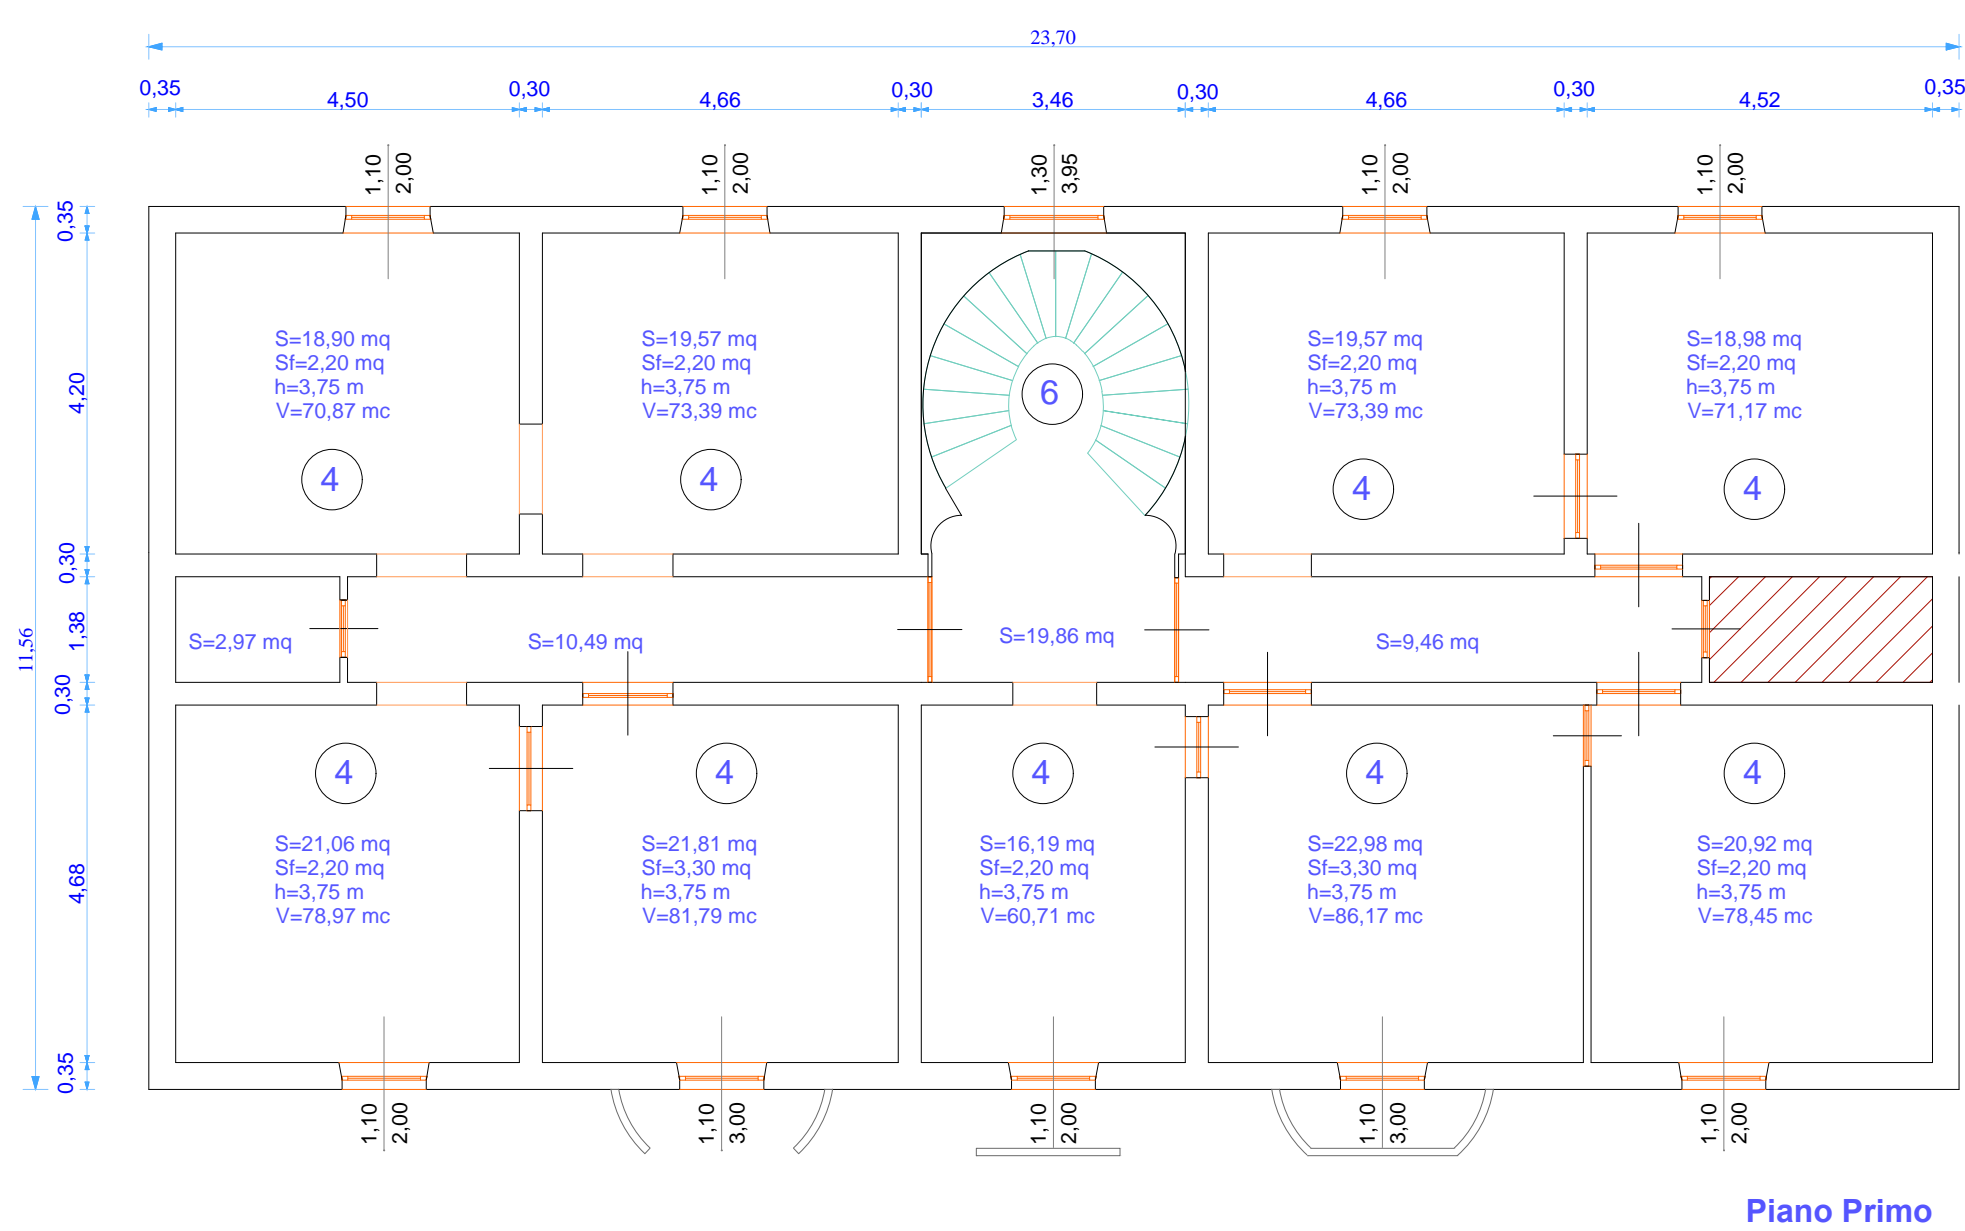 23,70
0,35
4,50
0,30
4,66
0,30
3,46
0,30
4,66
0,30
4,52
0,35
1,10
2,00
1,10
2,00
1,30
3,95
1,10
2,00
1,10
2,00
11,56
0,35
4,20
0,30
1,38
0,30
4,68
0,35
S=18,90 mq
Sf=2,20 mq
h=3,75 m
V=70,87 mc
4
S=19,57 mq
Sf=2,20 mq
h=3,75 m
V=73,39 mc
4
6
S=19,57 mq
Sf=2,20 mq
h=3,75 m
V=73,39 mc
4
S=18,98 mq
Sf=2,20 mq
h=3,75 m
V=71,17 mc
4
S=2,97 mq
S=10,49 mq
S=19,86 mq
S=9,46 mq
4
S=21,06 mq
Sf=2,20 mq
h=3,75 m
V=78,97 mc
4
S=21,81 mq
Sf=3,30 mq
h=3,75 m
V=81,79 mc
4
S=16,19 mq
Sf=2,20 mq
h=3,75 m
V=60,71 mc
4
S=22,98 mq
Sf=3,30 mq
h=3,75 m
V=86,17 mc
4
S=20,92 mq
Sf=2,20 mq
h=3,75 m
V=78,45 mc
1,10
2,00
1,10
3,00
1,10
2,00
1,10
3,00
1,10
2,00
Piano Primo